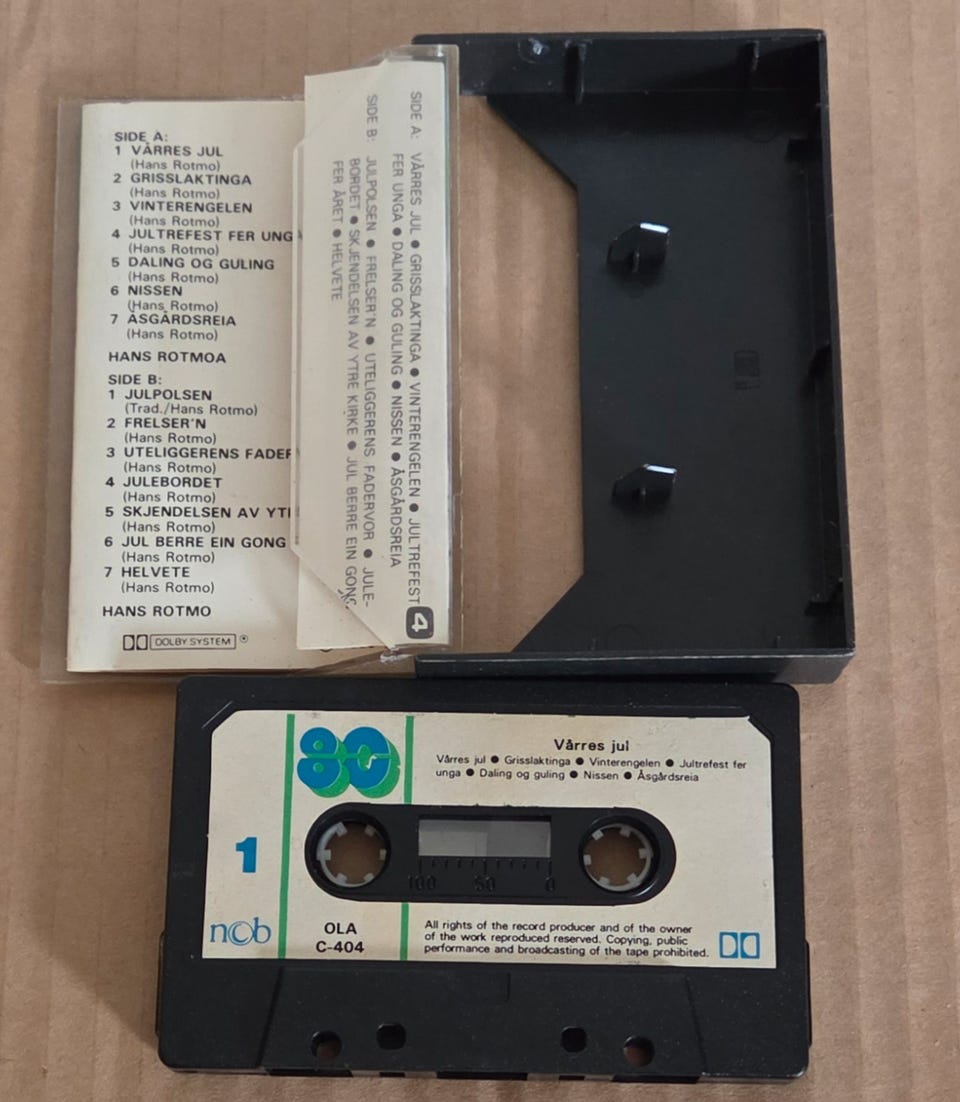 SIDE A:
1 VÅRRES JUL
(Hans Rotmo)
2 GRISSLAKTINGA
(Hans Rotmo)
3 VINTERENGELEN
(Hans Rotmo)
4 JULTREFEST FER UNGA
(Hans Rotmo)
5 DALING OG GULING
(Hans Rotmo)
6 NISSEN
(Hans Rotmo)
7 ÅSGÅRDSREIA
(Hans Rotmo)
HANS ROTMOA
SIDE B:
1 JULPOLSEN
(Trad./Hans Rotmo)
2 FRELSER'N
(Hans Rotmo)
3 UTELIGGERENS FADER
(Hans Rotmo)
4 JULEBORDET
(Hans Rotmo)
5 SKJENDELSEN AV YT
(Hans Rotmo)
6 JUL BERRE EIN GONG
(Hans Rotmo)
7 HELVETE
(Hans Rotmo)
HANS ROTMO
DOLBY SYSTEM ®
SIDE A: VÅRRES JUL ● GRISSLAKTINGA ● VINTERENGELEN ● JULTREFEST
FER UNGA ● DALING OG GULING ● NISSEN ● ÅSGÅRDSREIA
SIDE B: JULPOLSEN ● FRELSER'N ● UTELIGGERENS FADERVOR ● JULE-
BORDET ● SKJENDELSEN AV YTRE KIRKE ● JUL BERRE EIN GONG
FER ÅRET ● HELVETE
4
80
Vårres jul
Vårres jul ● Grisslaktinga ● Vinterengelen ● Jultrefest fer
unga ● Daling og guling ● Nissen ● Åsgårdsreia
1
100 50 0
ncb
OLA
C-404
All rights of the record producer and of the owner
of the work reproduced reserved. Copying, public
performance and broadcasting of the tape prohibited.